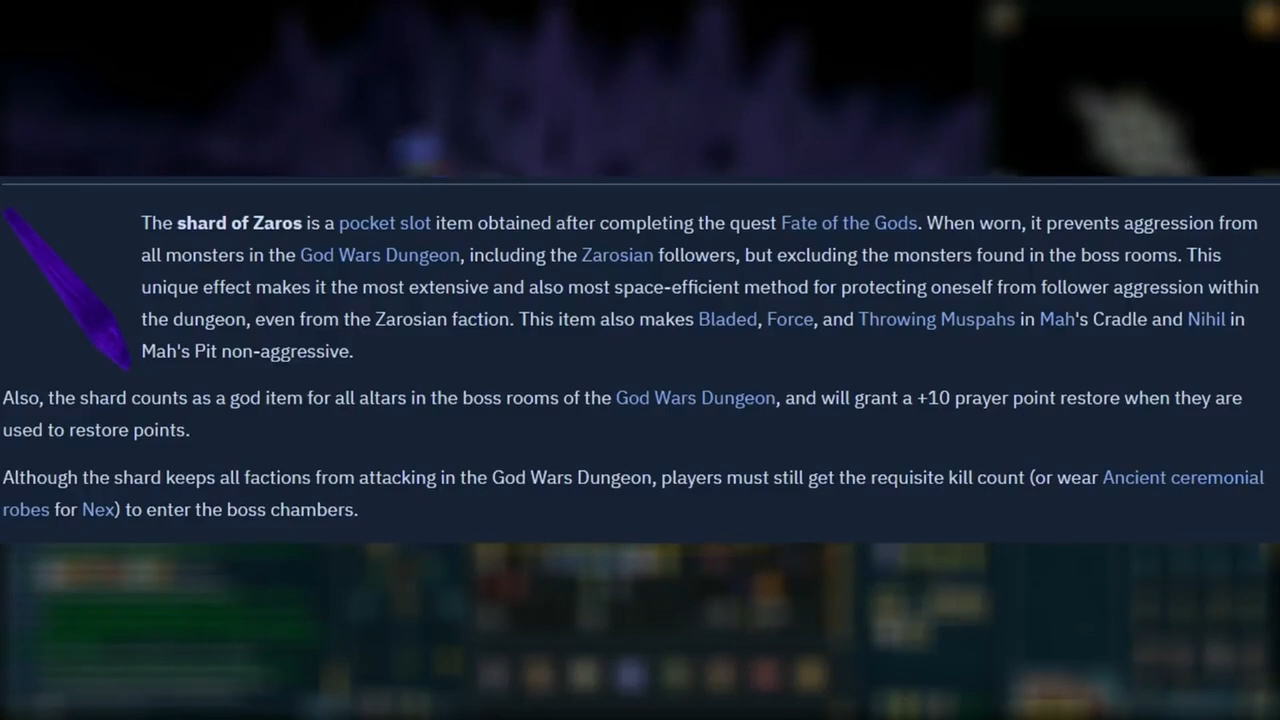 The shard of Zaros is a pocket slot item obtained after completing the quest Fate of the Gods. When worn, it prevents aggression from
all monsters in the God Wars Dungeon, including the Zarosian followers, but excluding the monsters found in the boss rooms. This
unique effect makes it the most extensive and also most space-efficient method for protecting oneself from follower aggression within
the dungeon, even from the Zarosian faction. This item also makes Bladed, Force, and Throwing Muspahs in Mah's Cradle and Nihil in
Mah's Pit non-aggressive.
Also, the shard counts as a god item for all altars in the boss rooms of the God Wars Dungeon, and will grant a +10 prayer point restore when they are
used to restore points.
Although the shard keeps all factions from attacking in the God Wars Dungeon, players must still get the requisite kill count (or wear Ancient ceremonial
robes for Nex) to enter the boss chambers.